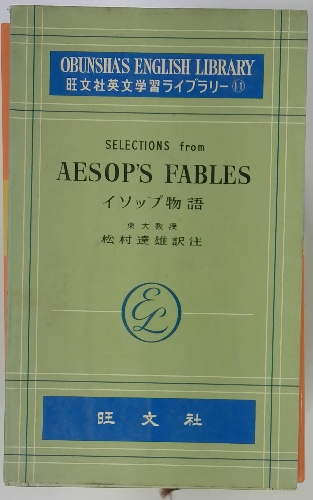 OBUNSHA'S ENGLISH LIBRARY
旺文社英文学習ライブラリー⑪
SELECTIONS from
AESOP'S FABLES
イソップ物語
東大教授
松村達雄訳注
EL
旺文社